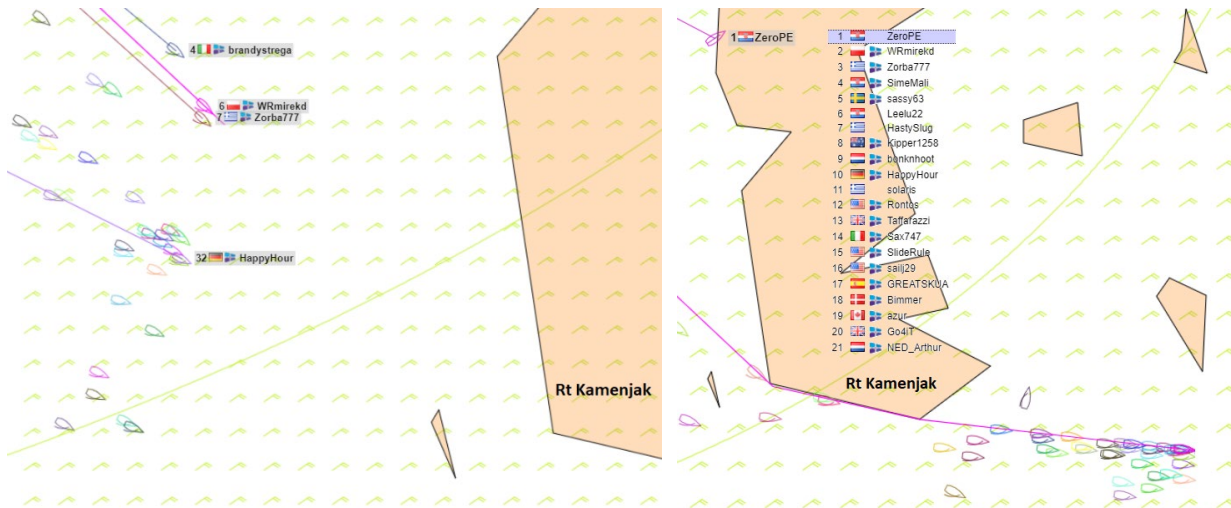 4 brandystrega
6 WRmirekd
7 Zorba777
32 HappyHour
Rt Kamenjak
1 ZeroPE
1 ZeroPE
2 WRmirekd
3 Zorba777
4 SimeMali
5 sassy63
6 Leelu22
7 HastySlug
8 Kipper1258
9 bonknhoot
10 HappyHour
11 solaris
12 Rontos
13 Taffarazzi
14 Sax747
15 SlideRule
16 sailj29
17 GREATSKUA
18 Bimmer
19 azur
20 Go4iT
21 NED_Arthur
Rt Kamenjak